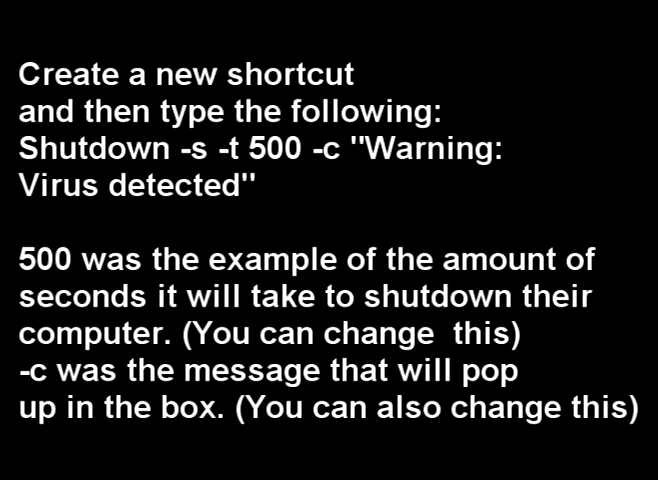 Create a new shortcut
and then type the following:
Shutdown -s -t 500 -c "Warning:
Virus detected"
500 was the example of the amount of
seconds it will take to shutdown their
computer. (You can change  this)
-c was the message that will pop
up in the box. (You can also change this)